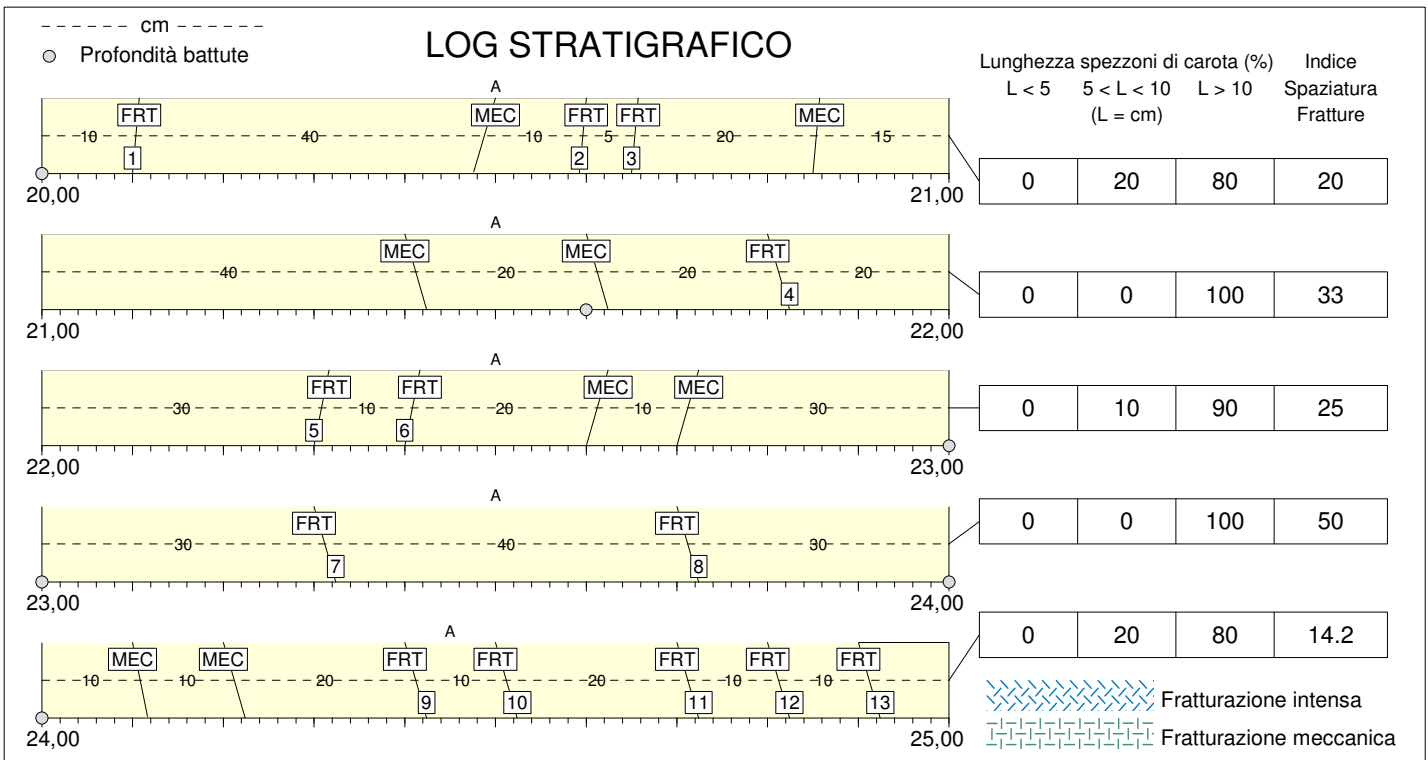 cm
Profondità battute
LOG STRATIGRAFICO
Lunghezza spezzoni di carota (%)
Indice
Spaziatura
Fratture
L < 5
5 < L < 10
L > 10
(L = cm)
A
FRT MEC FRT FRT MEC
10 40 10 5 20 15
1 2 3
20,00 21,00
0 20 80 20
A
MEC MEC FRT
40 20 20 20
4
21,00 22,00
0 0 100 33
A
FRT FRT MEC MEC
30 10 20 10 30
5 6
22,00 23,00
0 10 90 25
A
FRT FRT
30 40 30
7 8
23,00 24,00
0 0 100 50
A
MEC MEC FRT FRT FRT FRT FRT
10 10 20 10 20 10 10
9 10 11 12 13
24,00 25,00
0 20 80 14.2
Fratturazione intensa
Fratturazione meccanica